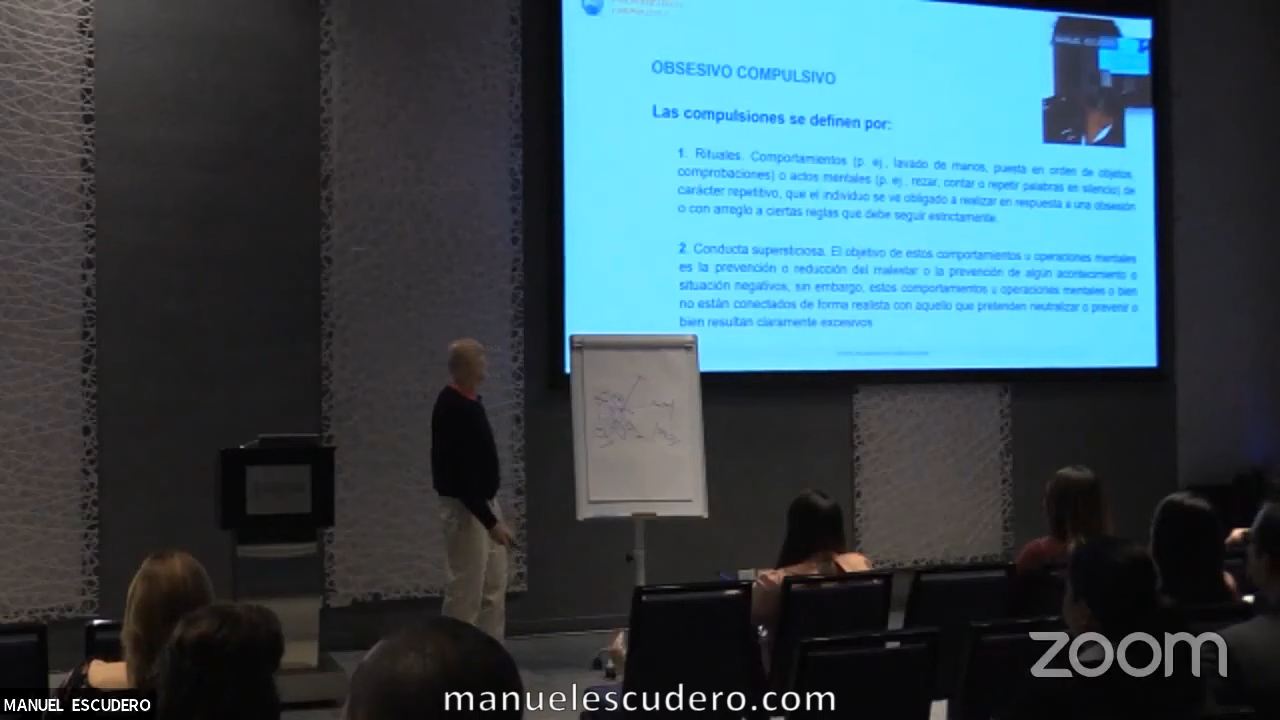 OBSESIVO COMPULSIVO
Las compulsiones se definen por:
1. Rituales. Comportamientos (p. ej., lavado de manos, puesta en orden de objetos,
comprobaciones) o actos mentales (p. ej., rezar, contar o repetir palabras en silencio) de
carácter repetitivo, que el individuo se ve obligado a realizar en respuesta a una obsesión
o con arreglo a ciertas reglas que debe seguir estrictamente.
2. Conducta supersticiosa. El objetivo de estos comportamientos u operaciones mentales
es la prevención o reducción del malestar o la prevención de algún acontecimiento o
situación negativos, sin embargo, estos comportamientos u operaciones mentales o bien
no están conectados de forma realista con aquello que pretenden neutralizar o prevenir o
bien resultan claramente excesivos
zoom
MANUEL ESCUDERO
manuelescudero.com